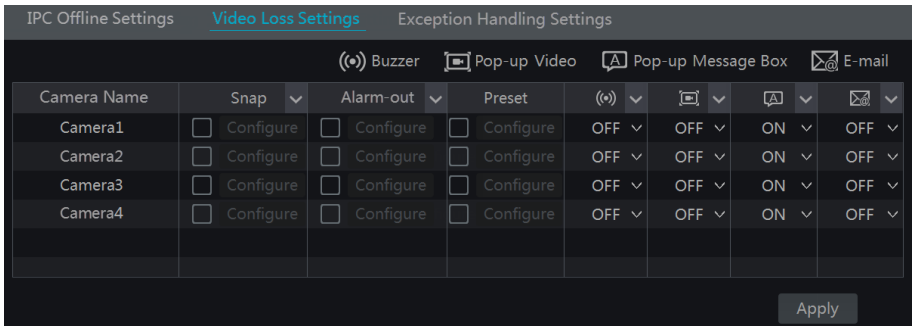 IPC Offline Settings Video Loss Settings Exception Handling Settings
Buzzer Pop-up Video A Pop-up Message Box E-mail
Camera Name Snap Alarm-out Preset A
Camera1 Configure Configure Configure OFF OFF ON OFF
Camera2 Configure Configure Configure OFF OFF ON OFF
Camera3 Configure Configure Configure OFF OFF ON OFF
Camera4 Configure Configure Configure OFF OFF ON OFF
Apply